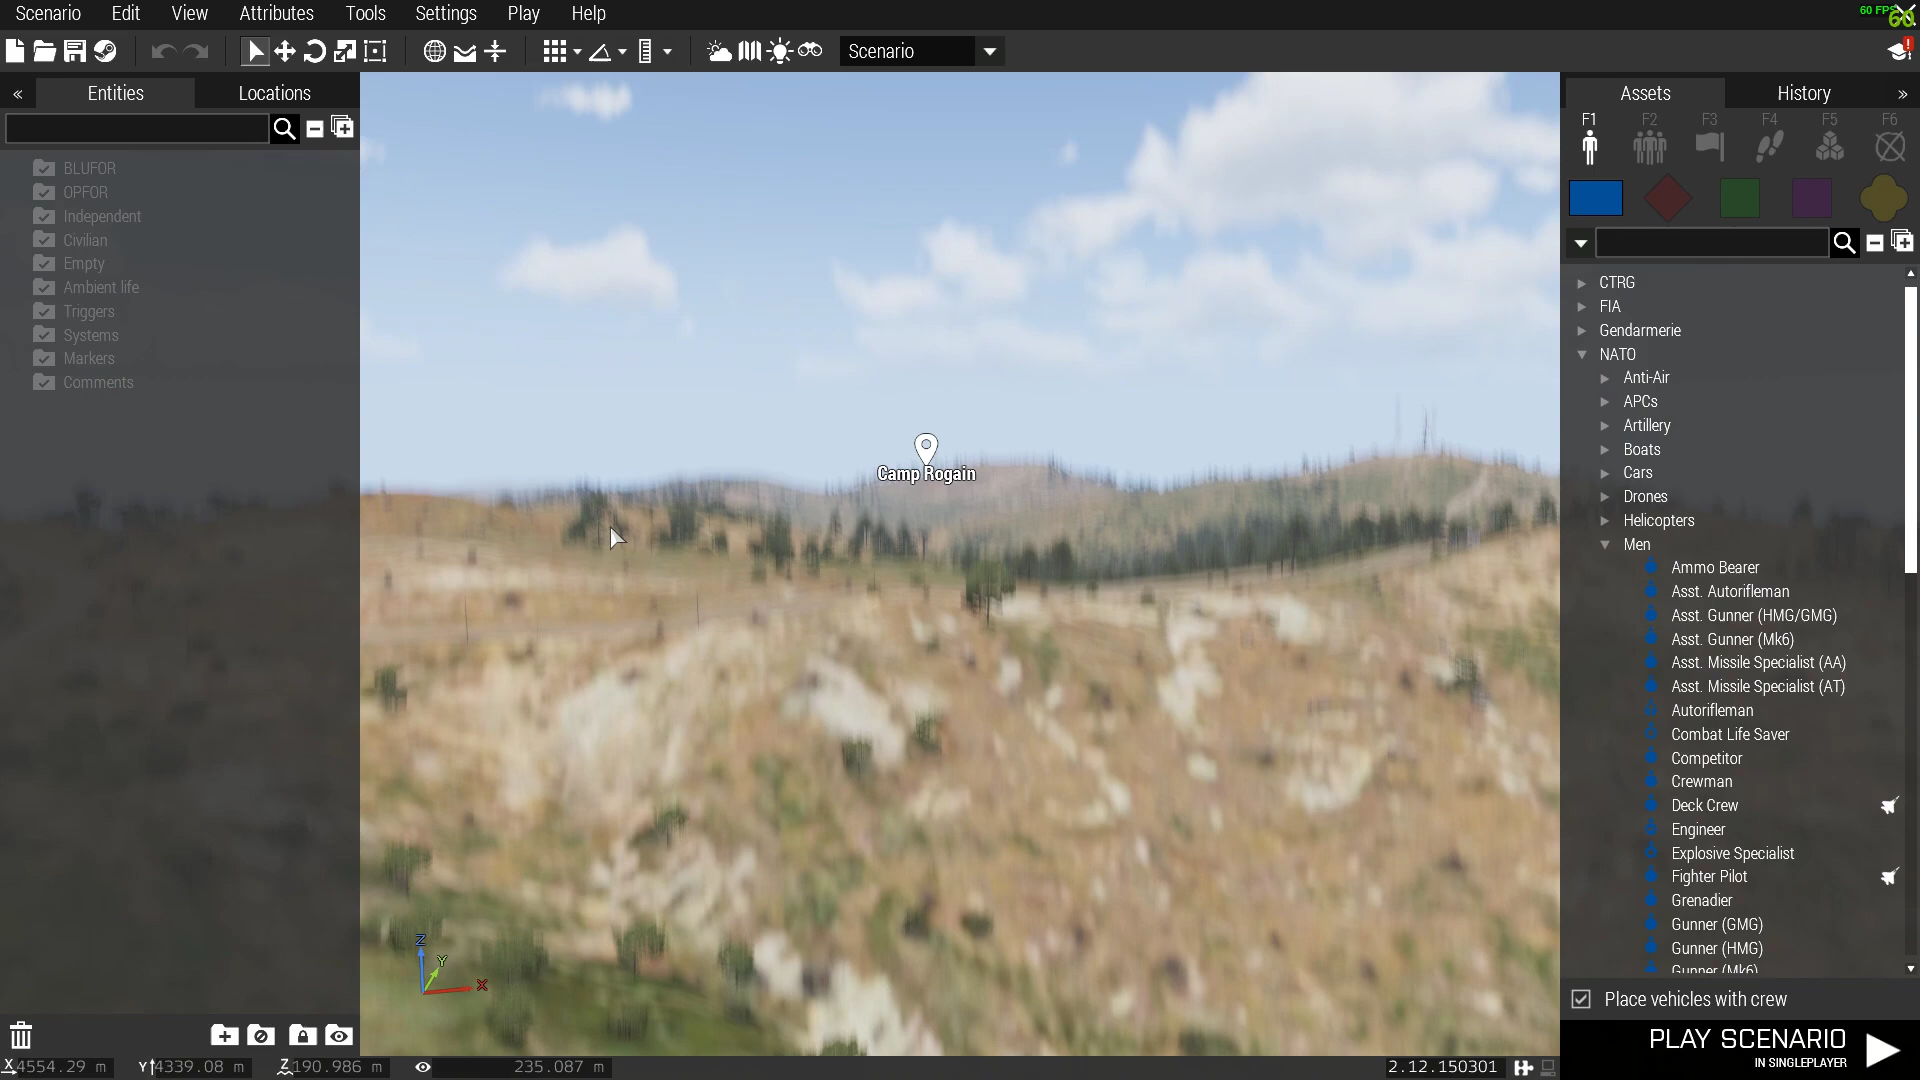 Scenario Edit View Attributes Tools Settings Play Help
60 FPS
60
Scenario
Entities Locations
BLUFOR
OPFOR
Independent
Civilian
Empty
Ambient life
Triggers
Systems
Markers
Comments
Camp Rogain
Z
Y
X
Assets History
F1 F2 F3 F4 F5 F6
CTRG
FIA
Gendarmerie
NATO
Anti-Air
APCs
Artillery
Boats
Cars
Drones
Helicopters
Men
Ammo Bearer
Asst. Autorifleman
Asst. Gunner (HMG/GMG)
Asst. Gunner (Mk6)
Asst. Missile Specialist (AA)
Asst. Missile Specialist (AT)
Autorifleman
Combat Life Saver
Competitor
Crewman
Deck Crew
Engineer
Explosive Specialist
Fighter Pilot
Grenadier
Gunner (GMG)
Gunner (HMG)
Gunner (Mk6)
Place vehicles with crew
PLAY SCENARIO
IN SINGLEPLAYER
X 4554.29 m Y 4339.08 m Z 190.986 m 235.087 m 2.12.150301